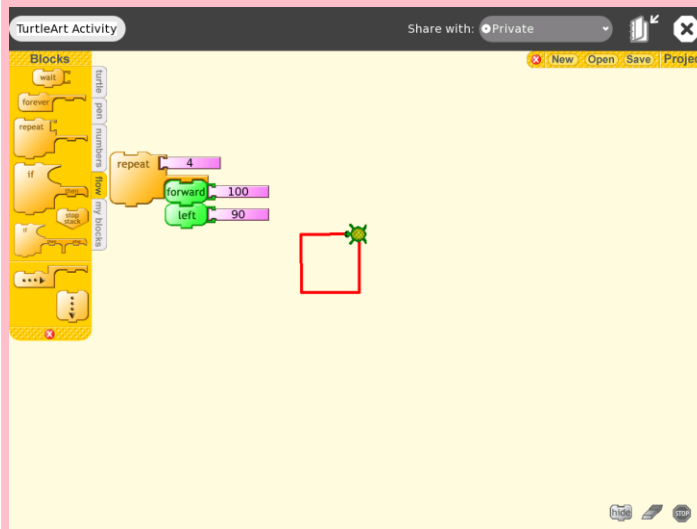 TurtleArt Activity
Share with: Private
Blocks
New Open Save Projec
wait
forever
repeat
if
then
stop
stack
if
turtle
pen
numbers
flow
my blocks
repeat 4
forward 100
left 90
hide
STOP